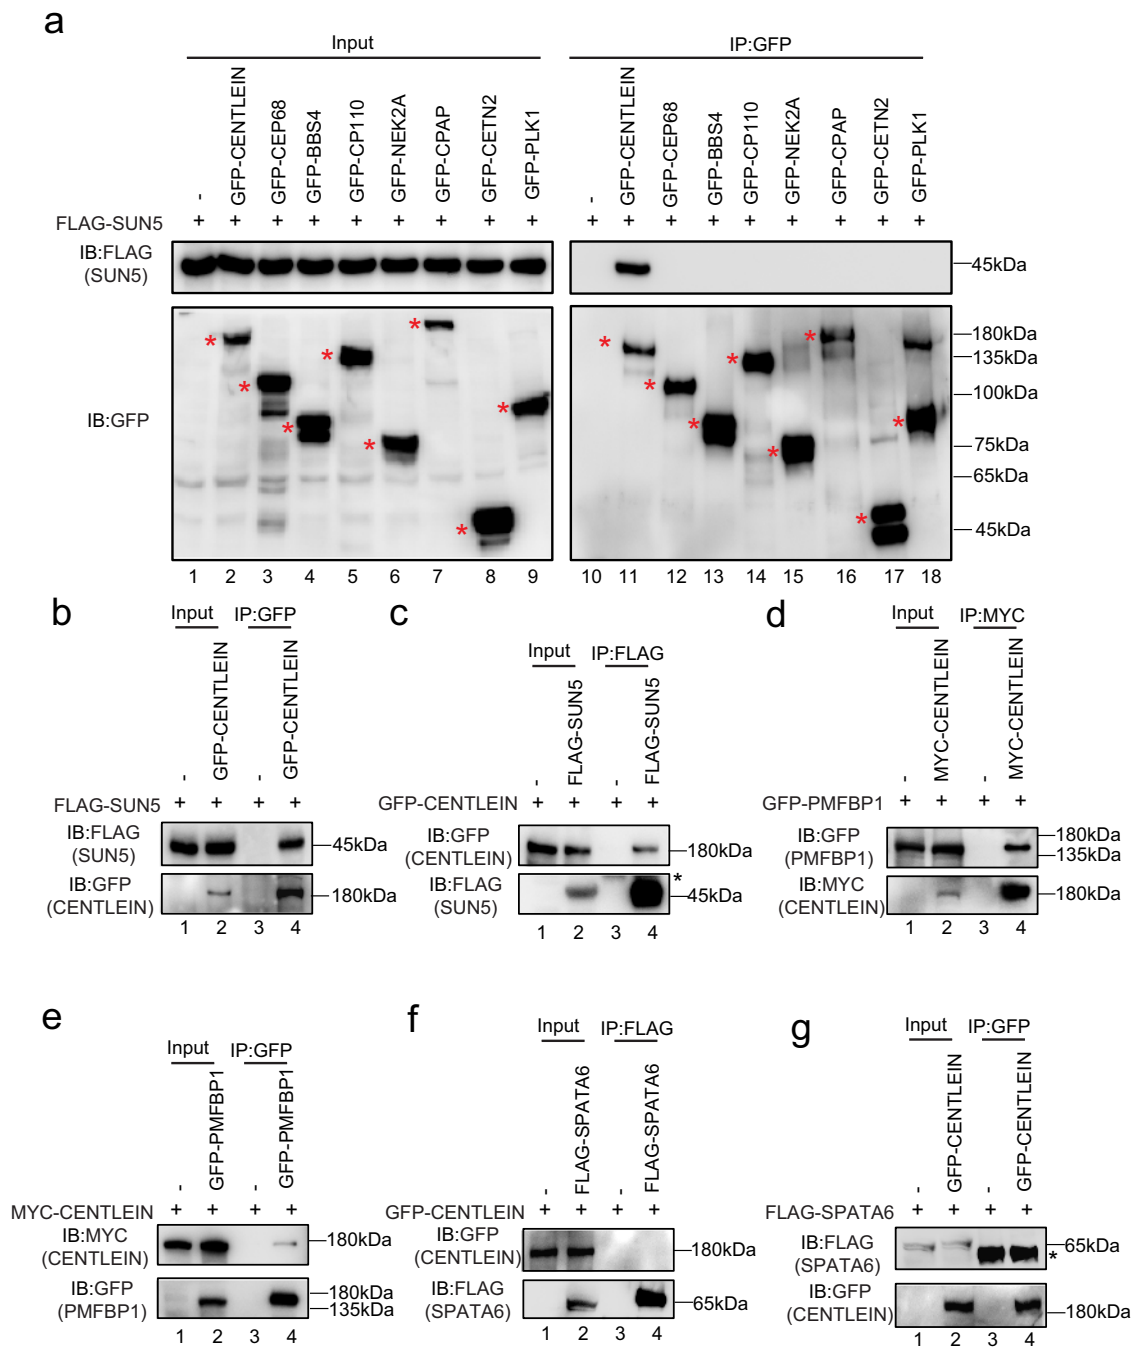 a
Input
IP:GFP
- GFP-CENTLEIN GFP-CEP68 GFP-BBS4 GFP-CP110 GFP-NEK2A GFP-CPAP GFP-CETN2 GFP-PLK1
- GFP-CENTLEIN GFP-CEP68 GFP-BBS4 GFP-CP110 GFP-NEK2A GFP-CPAP GFP-CETN2 GFP-PLK1
FLAG-SUN5 + + + + + + + + + + + + + + + + + +
IB:FLAG
(SUN5)
45kDa
IB:GFP
* * * * * * * *
* * * * * * * *
180kDa
135kDa
100kDa
75kDa
65kDa
45kDa
1 2 3 4 5 6 7 8 9 10 11 12 13 14 15 16 17 18
b
Input IP:GFP
- GFP-CENTLEIN - GFP-CENTLEIN
FLAG-SUN5 + + + +
IB:FLAG
(SUN5)
45kDa
IB:GFP
(CENTLEIN)
180kDa
1 2 3 4
c
Input IP:FLAG
- FLAG-SUN5 - FLAG-SUN5
GFP-CENTLEIN + + + +
IB:GFP
(CENTLEIN)
180kDa
*
IB:FLAG
(SUN5)
45kDa
1 2 3 4
d
Input IP:MYC
- MYC-CENTLEIN - MYC-CENTLEIN
GFP-PMFBP1 + + + +
IB:GFP
(PMFBP1)
180kDa
135kDa
IB:MYC
(CENTLEIN)
180kDa
1 2 3 4
e
Input IP:GFP
- GFP-PMFBP1 - GFP-PMFBP1
MYC-CENTLEIN + + + +
IB:MYC
(CENTLEIN)
180kDa
IB:GFP
(PMFBP1)
180kDa
135kDa
1 2 3 4
f
Input IP:FLAG
- FLAG-SPATA6 - FLAG-SPATA6
GFP-CENTLEIN + + + +
IB:GFP
(CENTLEIN)
180kDa
IB:FLAG
(SPATA6)
65kDa
1 2 3 4
g
Input IP:GFP
- GFP-CENTLEIN - GFP-CENTLEIN
FLAG-SPATA6 + + + +
IB:FLAG
(SPATA6)
65kDa
*
IB:GFP
(CENTLEIN)
180kDa
1 2 3 4